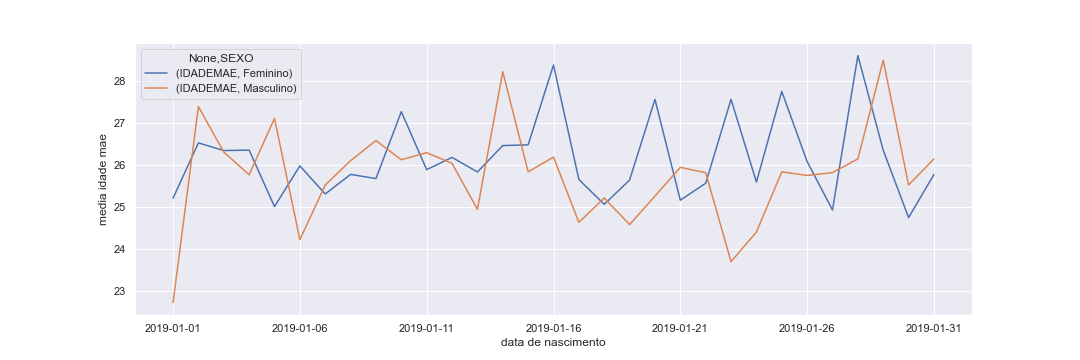 None,SEXO
(IDADEMAE, Feminino)
(IDADEMAE, Masculino)
media idade mae
28
27
26
25
24
23
2019-01-01
2019-01-06
2019-01-11
2019-01-16
2019-01-21
2019-01-26
2019-01-31
data de nascimento